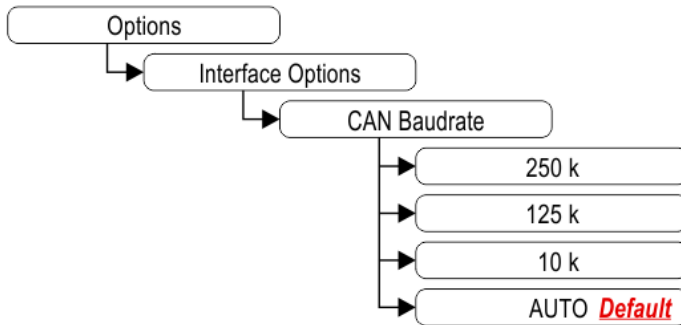 Options
Interface Options
CAN Baudrate
250 k
125 k
10 k
AUTO Default